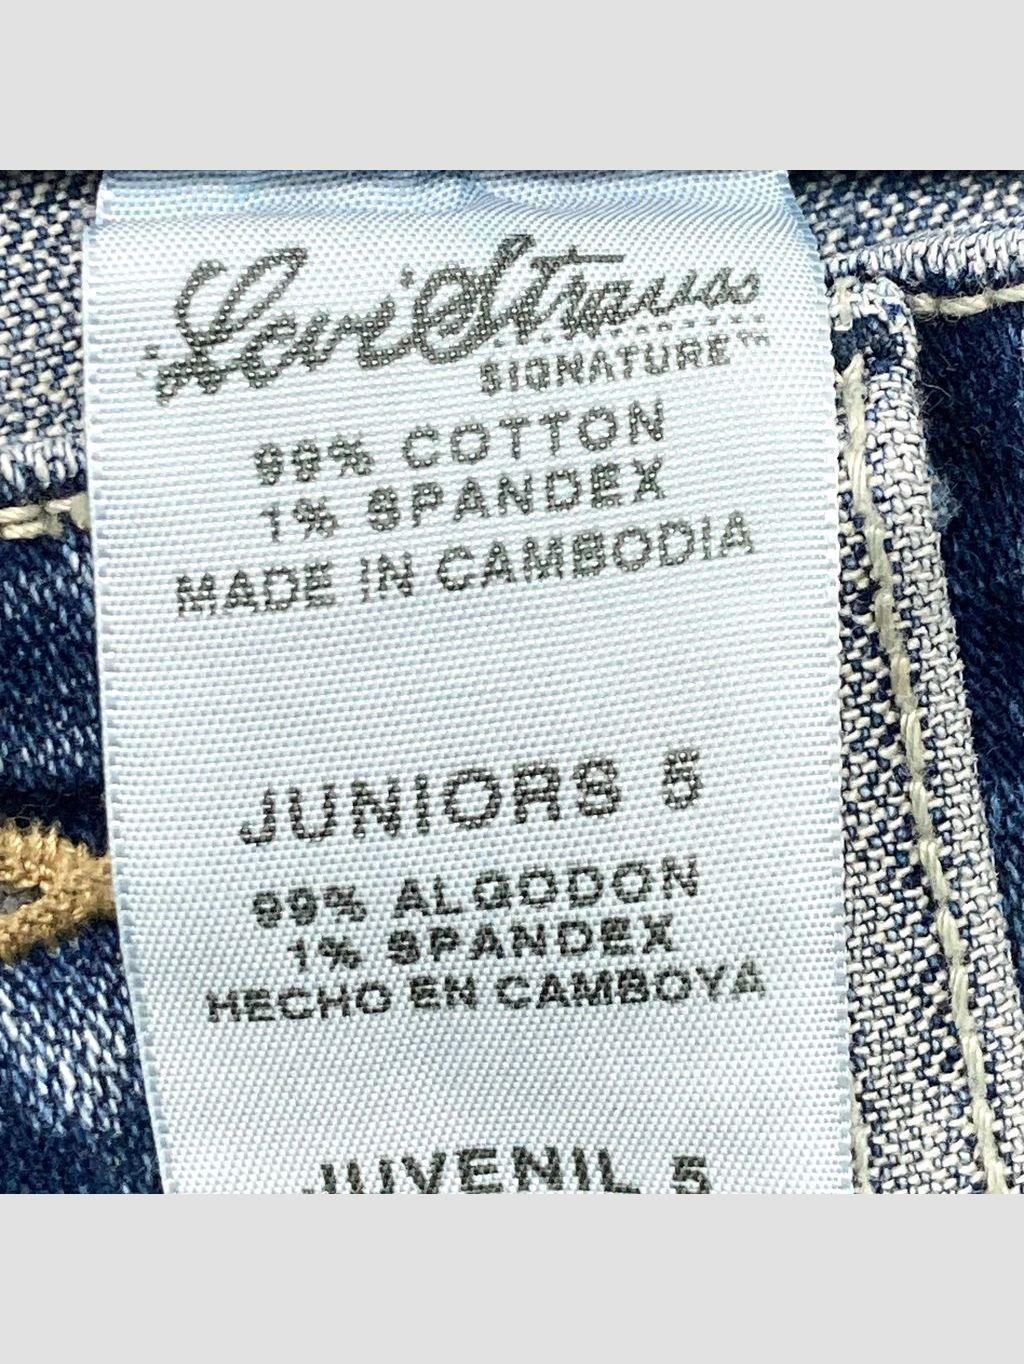 Levi Strauss
SIGNATURE™
99% COTTON
1% SPANDEX
MADE IN CAMBODIA
JUNIORS 5
99% ALGODON
1% SPANDEX
HECHO EN CAMBOYA
JUVENIL 5